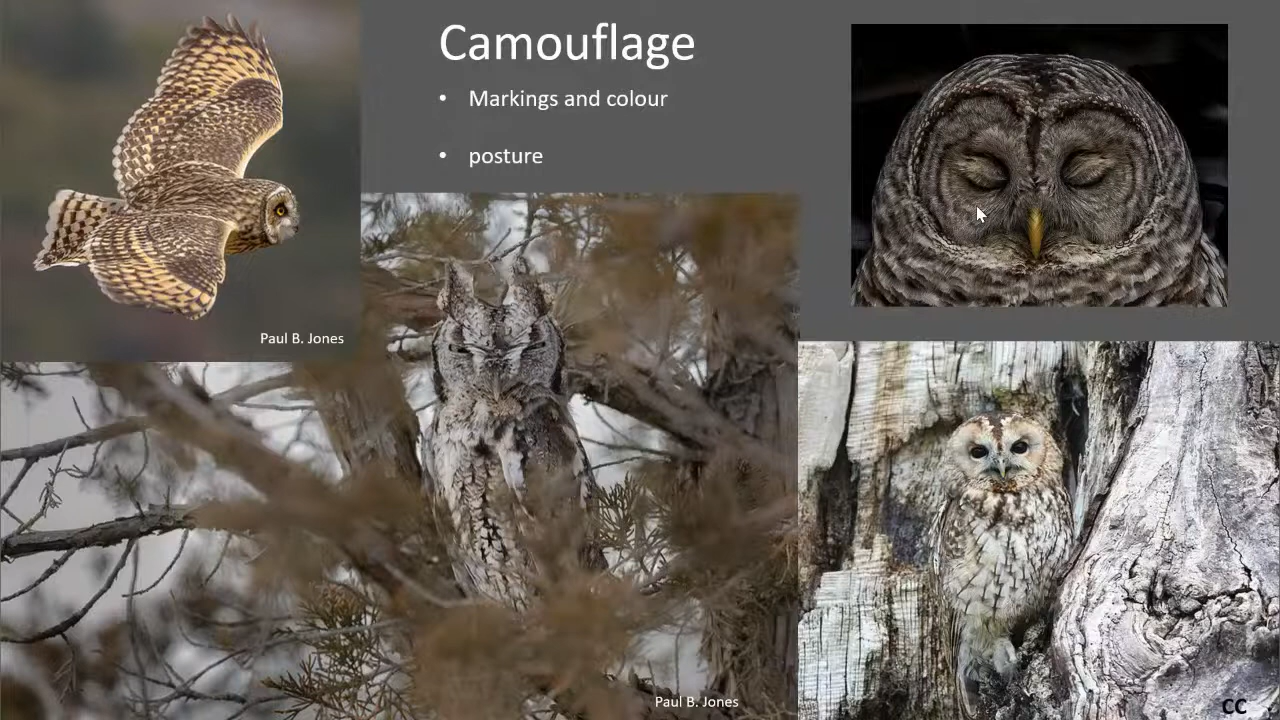 Camouflage
• Markings and colour
• posture
Paul B. Jones
Paul B. Jones
CC